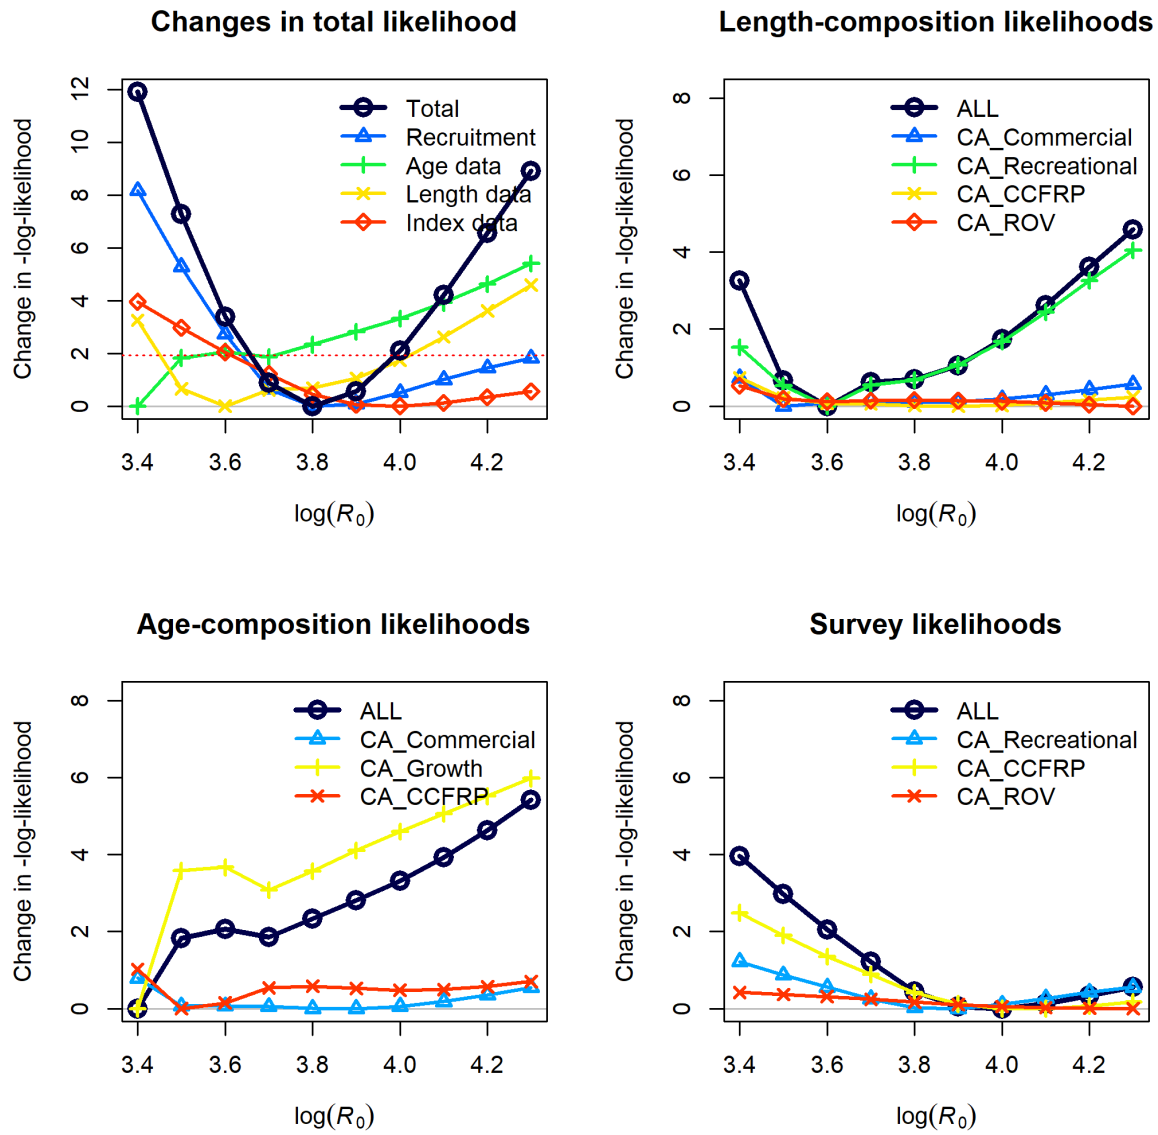 Changes in total likelihood
Change in -log-likelihood
12
10
8
6
4
2
0
Total
Recruitment
Age data
Length data
Index data
3.4 3.6 3.8 4.0 4.2
log(R0)
Length-composition likelihoods
Change in -log-likelihood
8
6
4
2
0
ALL
CA_Commercial
CA_Recreational
CA_CCFRP
CA_ROV
3.4 3.6 3.8 4.0 4.2
log(R0)
Age-composition likelihoods
Change in -log-likelihood
8
6
4
2
0
ALL
CA_Commercial
CA_Growth
CA_CCFRP
3.4 3.6 3.8 4.0 4.2
log(R0)
Survey likelihoods
Change in -log-likelihood
8
6
4
2
0
ALL
CA_Recreational
CA_CCFRP
CA_ROV
3.4 3.6 3.8 4.0 4.2
log(R0)